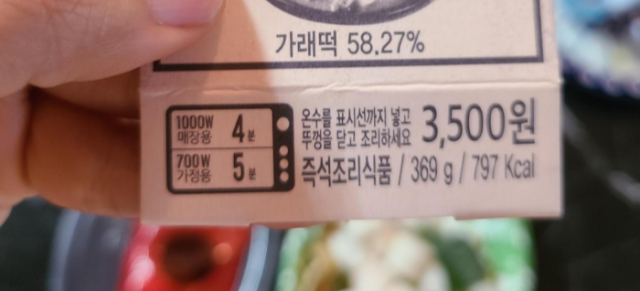 가래떡 58.27%
1000W 매장용 4분
700W 가정용 5분
온수를 표시선까지 넣고
뚜껑을 닫고 조리하세요
3,500원
즉석조리식품 / 369 g / 797 Kcal